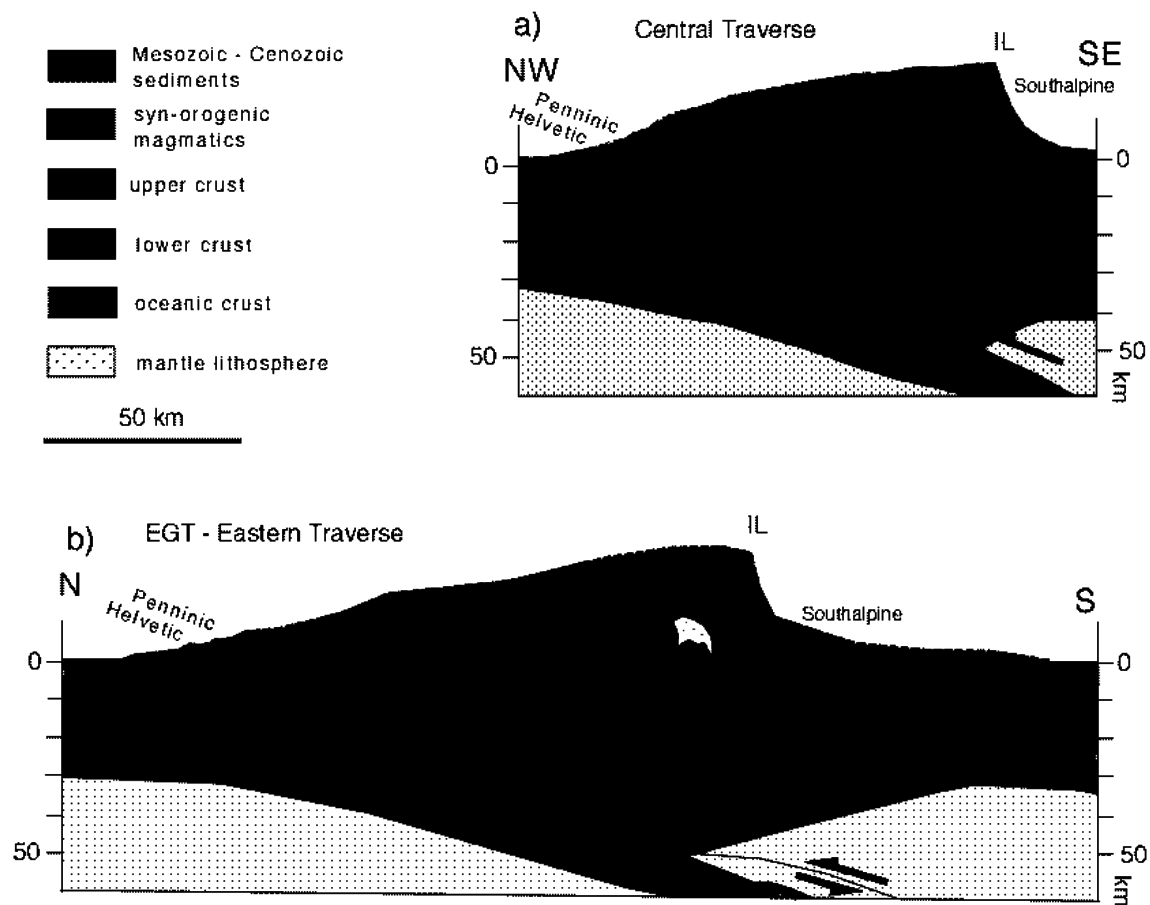 Mesozoic - Cenozoic
sediments
syn-orogenic
magmatics
upper crust
lower crust
oceanic crust
mantle lithosphere
50 km
a)
Central Traverse
IL
NW
SE
Southalpine
Penninic
Helvetic
0
0
50
50
km
b)
EGT - Eastern Traverse
IL
N
S
Penninic
Helvetic
Southalpine
0
0
50
50
km